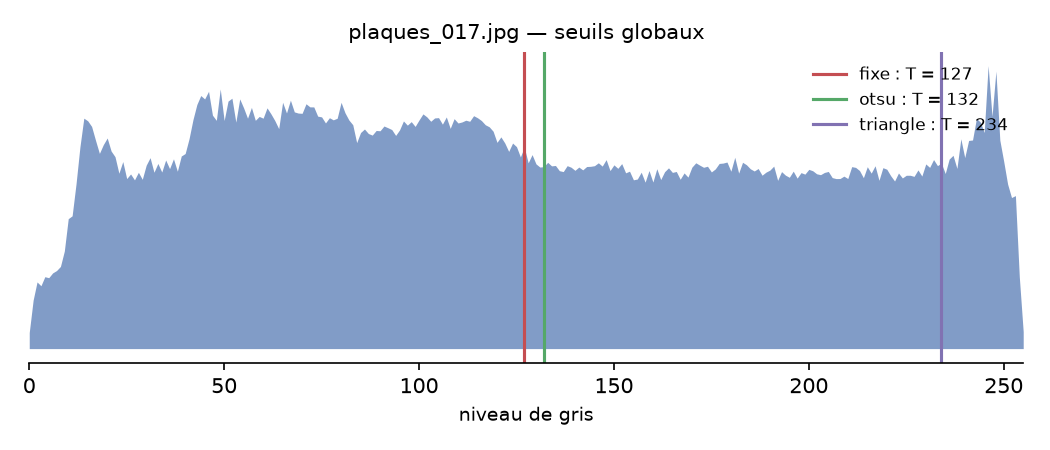 plaques_017.jpg — seuils globaux
fixe : T = 127
otsu : T = 132
triangle : T = 234
0 50 100 150 200 250
niveau de gris